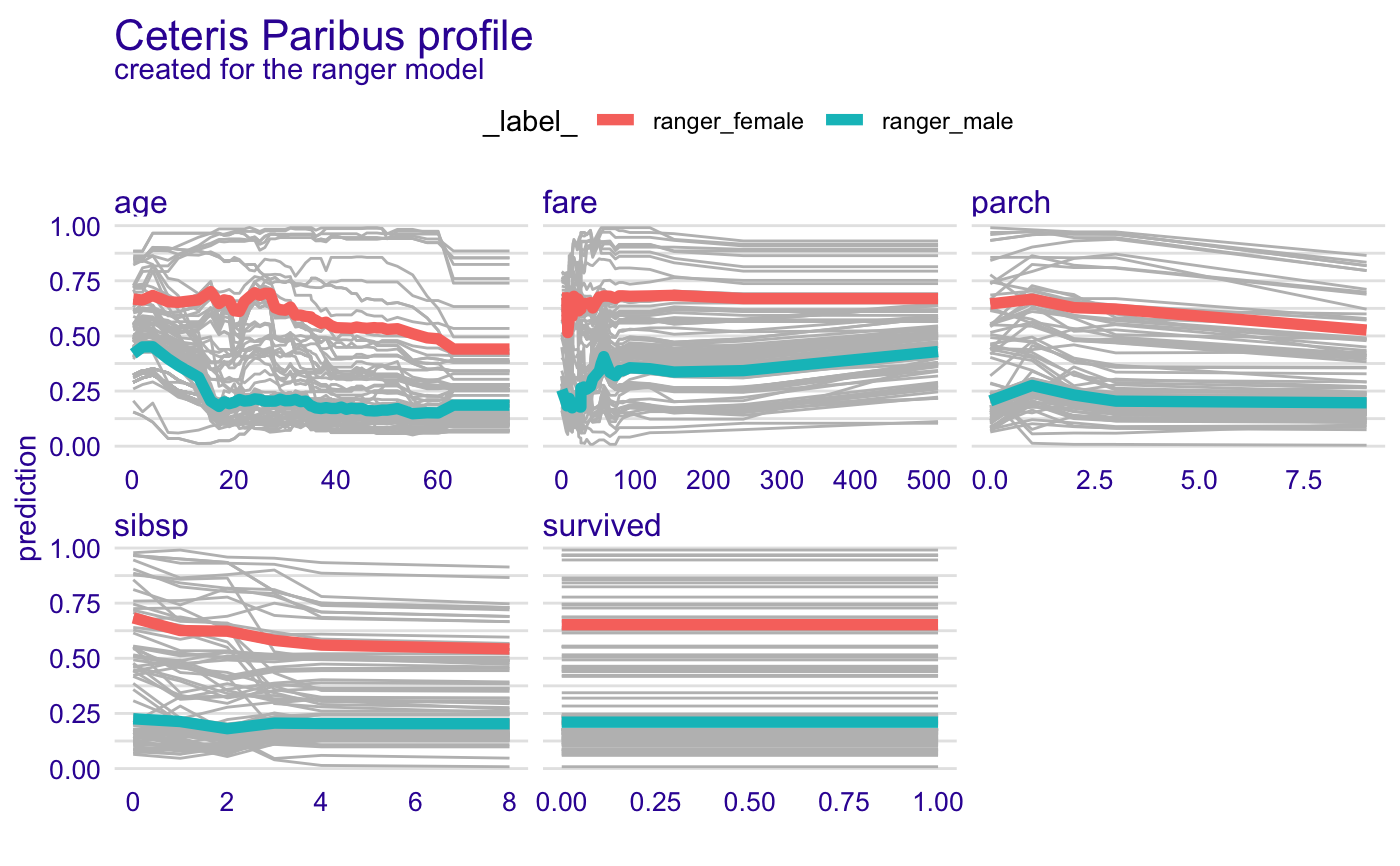 Ceteris Paribus profile
created for the ranger model
_label_ ranger_female ranger_male
age fare parch
1.00
0.75
0.50
0.25
0.00
0 20 40 60 0 100 200 300 400 500 0.0 2.5 5.0 7.5
prediction
sibsp survived
1.00
0.75
0.50
0.25
0.00
0 2 4 6 8 0.00 0.25 0.50 0.75 1.00